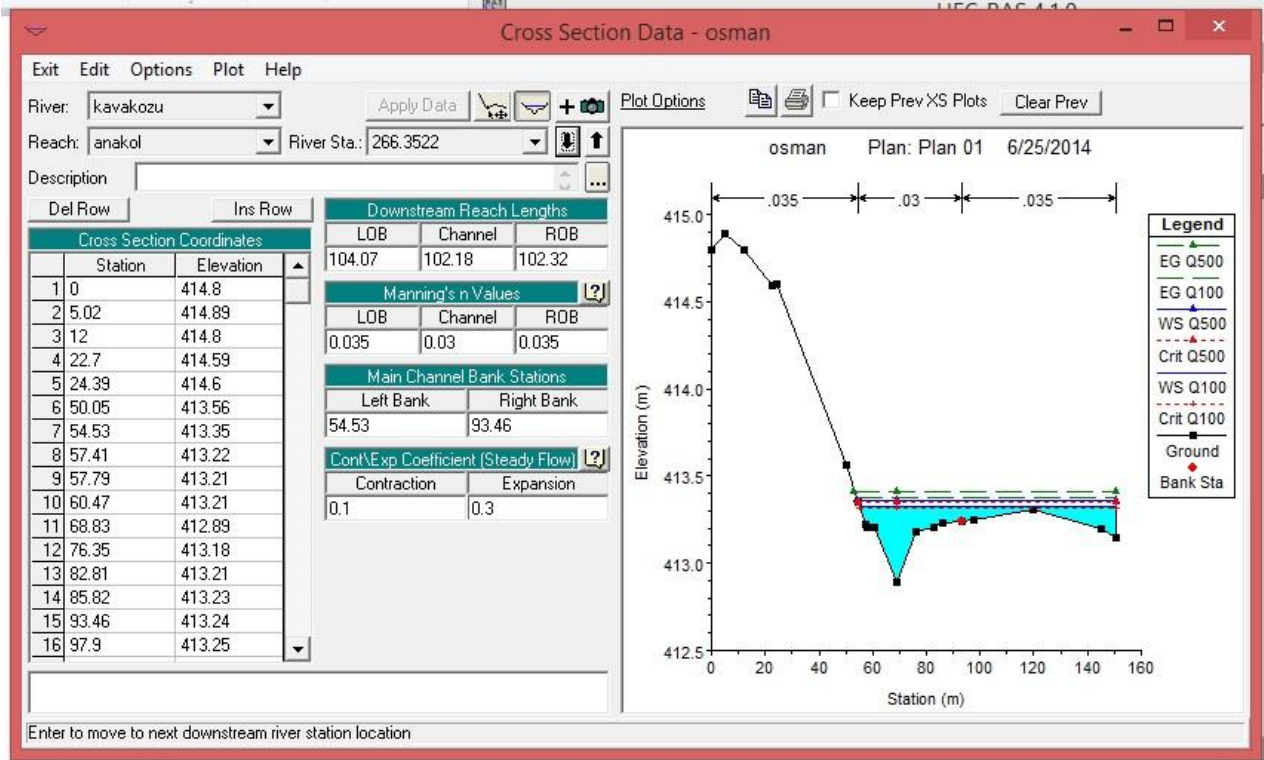 HEC-RAS 4.1.0
Cross Section Data - osman
Exit Edit Options Plot Help
River: kavakozu Apply Data Plot Options Keep Prev XS Plots Clear Prev
Reach: anakol River Sta.: 266.3522
Description ...
Del Row Ins Row
Cross Section Coordinates
Station Elevation
1 0 414.8
2 5.02 414.89
3 12 414.8
4 22.7 414.59
5 24.39 414.6
6 50.05 413.56
7 54.53 413.35
8 57.41 413.22
9 57.79 413.21
10 60.47 413.21
11 68.83 412.89
12 76.35 413.18
13 82.81 413.21
14 85.82 413.23
15 93.46 413.24
16 97.9 413.25
Downstream Reach Lengths
LOB Channel ROB
104.07 102.18 102.32
Manning's n Values
LOB Channel ROB
0.035 0.03 0.035
Main Channel Bank Stations
Left Bank Right Bank
54.53 93.46
Cont\Exp Coefficient (Steady Flow)
Contraction Expansion
0.1 0.3
osman Plan: Plan 01 6/25/2014
.035 .03 .035
415.0
414.5
414.0
413.5
413.0
412.5
Elevation (m)
0 20 40 60 80 100 120 140 160
Station (m)
Legend
EG Q500
EG Q100
WS Q500
Crit Q500
WS Q100
Crit Q100
Ground
Bank Sta
Enter to move to next downstream river station location